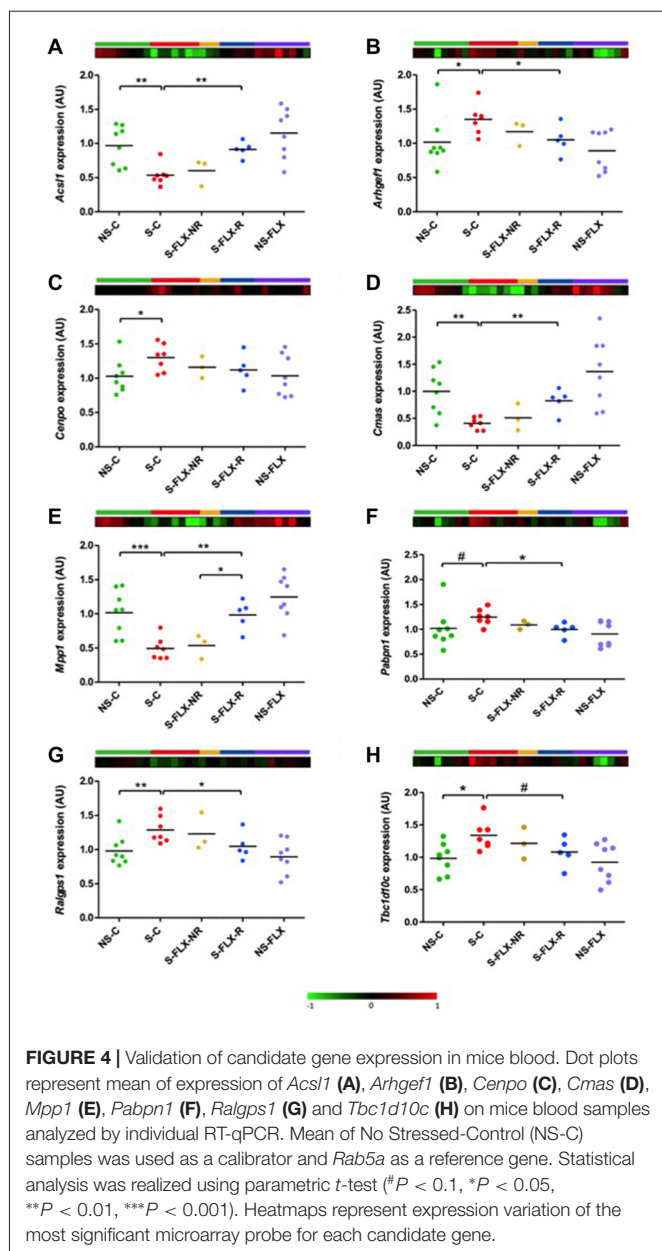 A
B
** **
* *
2.0
1.5
1.0
0.5
0.0
Acsl1 expression (AU)
NS-C S-C S-FLX-NR S-FLX-R NS-FLX
2.0
1.5
1.0
0.5
0.0
Arhgef1 expression (AU)
NS-C S-C S-FLX-NR S-FLX-R NS-FLX
C
D
*
** **
2.0
1.5
1.0
0.5
0.0
Cenpo expression (AU)
NS-C S-C S-FLX-NR S-FLX-R NS-FLX
2.5
2.0
1.5
1.0
0.5
0.0
Cmas expression (AU)
NS-C S-C S-FLX-NR S-FLX-R NS-FLX
E
F
*** **
*
# *
2.0
1.5
1.0
0.5
0.0
Mpp1 expression (AU)
NS-C S-C S-FLX-NR S-FLX-R NS-FLX
2.5
2.0
1.5
1.0
0.5
0.0
Pabpn1 expression (AU)
NS-C S-C S-FLX-NR S-FLX-R NS-FLX
G
H
** *
* #
2.0
1.5
1.0
0.5
0.0
Ralgps1 expression (AU)
NS-C S-C S-FLX-NR S-FLX-R NS-FLX
2.0
1.5
1.0
0.5
0.0
Tbc1d10c expression (AU)
NS-C S-C S-FLX-NR S-FLX-R NS-FLX
-1 0 1
FIGURE 4 | Validation of candidate gene expression in mice blood. Dot plots
represent mean of expression of Acsl1 (A), Arhgef1 (B), Cenpo (C), Cmas (D),
Mpp1 (E), Pabpn1 (F), Ralgps1 (G) and Tbc1d10c (H) on mice blood samples
analyzed by individual RT-qPCR. Mean of No Stressed-Control (NS-C)
samples was used as a calibrator and Rab5a as a reference gene. Statistical
analysis was realized using parametric t-test (#P < 0.1, *P < 0.05,
**P < 0.01, ***P < 0.001). Heatmaps represent expression variation of the
most significant microarray probe for each candidate gene.